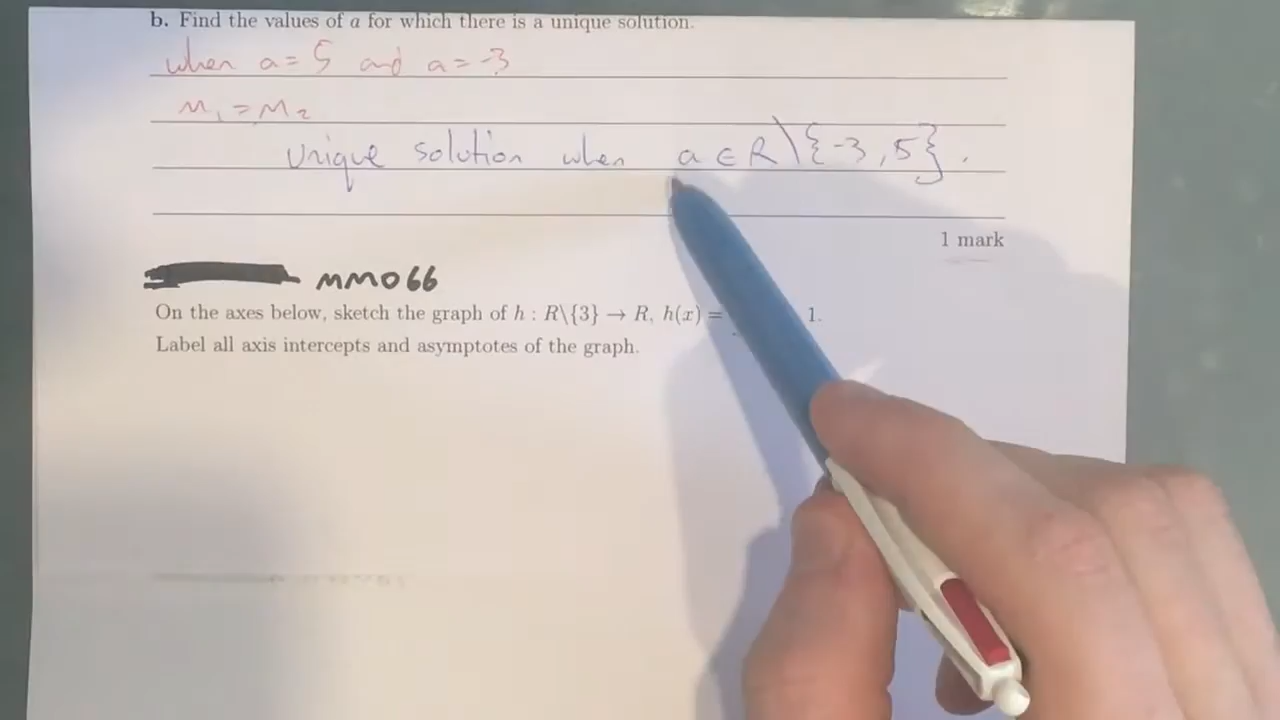 b. Find the values of a for which there is a unique solution.
when a = 5 and a = -3
m₁ = m₂
Unique solution when a ∈ R \ {-3, 5}.
1 mark
MM066
On the axes below, sketch the graph of h : R\{3} → R, h(x) = 1.
Label all axis intercepts and asymptotes of the graph.